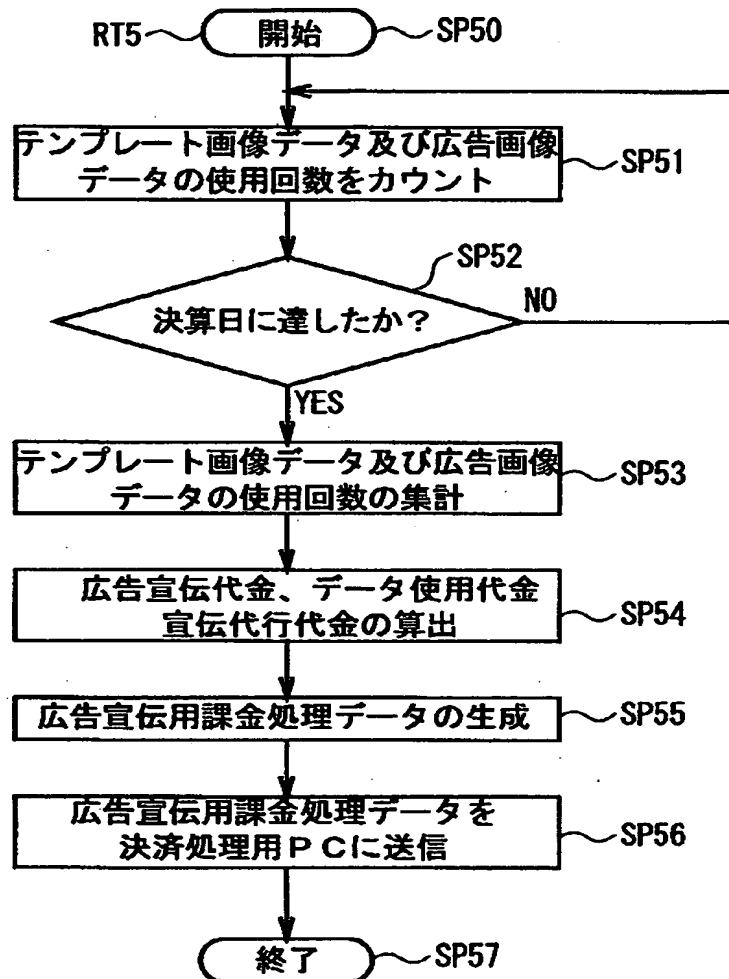 RT5 開始 SP50
テンプレート画像データ及び広告画像
データの使用回数をカウント SP51
SP52
決算日に達したか? NO
YES
テンプレート画像データ及び広告画像
データの使用回数の集計 SP53
広告宣伝代金、データ使用代金
宣伝代行代金の算出 SP54
広告宣伝用課金処理データの生成 SP55
広告宣伝用課金処理データを
決済処理用PCに送信 SP56
終了 SP57